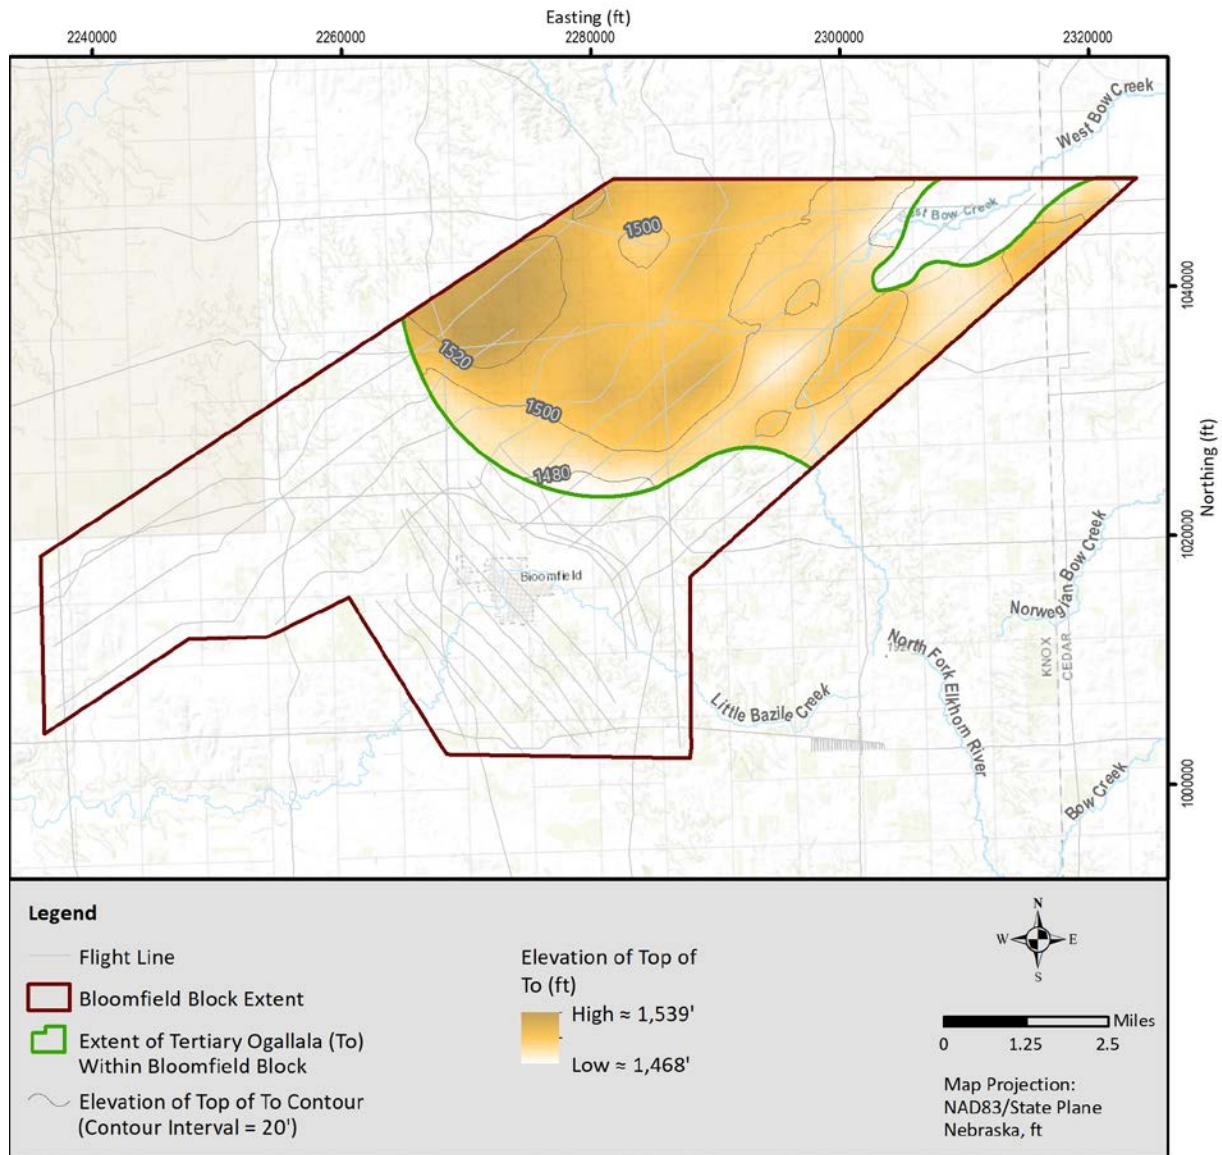 Easting (ft)
2240000
2260000
2280000
2300000
2320000
West Bow Creek
West Bow Creek
1500
1040000
1520
1500
1480
Northing (ft)
1020000
Bloomfield
Norwegian Bow Creek
North Fork Elkhorn River
KNOX
CEDAR
Little Bazile Creek
Bow Creek
1000000
Legend
Flight Line
Bloomfield Block Extent
Extent of Tertiary Ogallala (To)
Within Bloomfield Block
Elevation of Top of To Contour
(Contour Interval = 20')
Elevation of Top of
To (ft)
High ≈ 1,539'
Low ≈ 1,468'
N
W
E
S
Miles
0
1.25
2.5
Map Projection:
NAD83/State Plane
Nebraska, ft